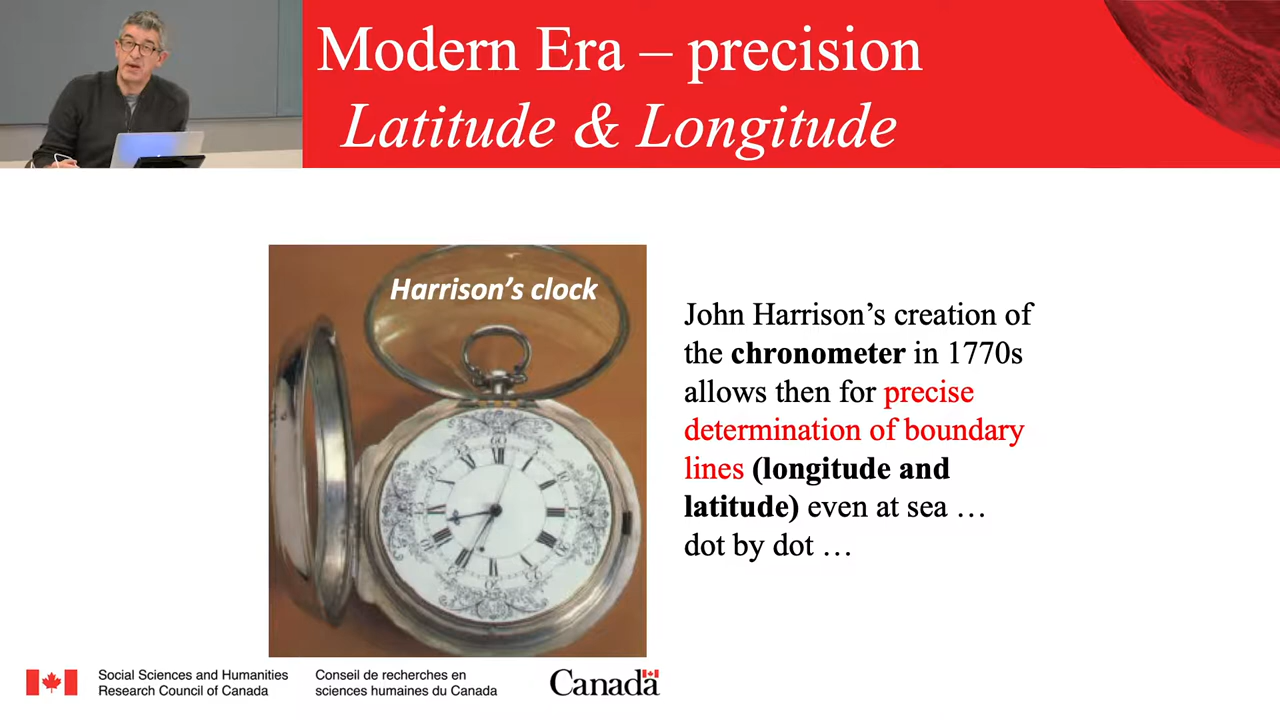 Modern Era – precision
Latitude & Longitude
Harrison’s clock
John Harrison’s creation of
the chronometer in 1770s
allows then for precise
determination of boundary
lines (longitude and
latitude) even at sea …
dot by dot …
Social Sciences and Humanities
Research Council of Canada
Conseil de recherches en
sciences humaines du Canada
Canada